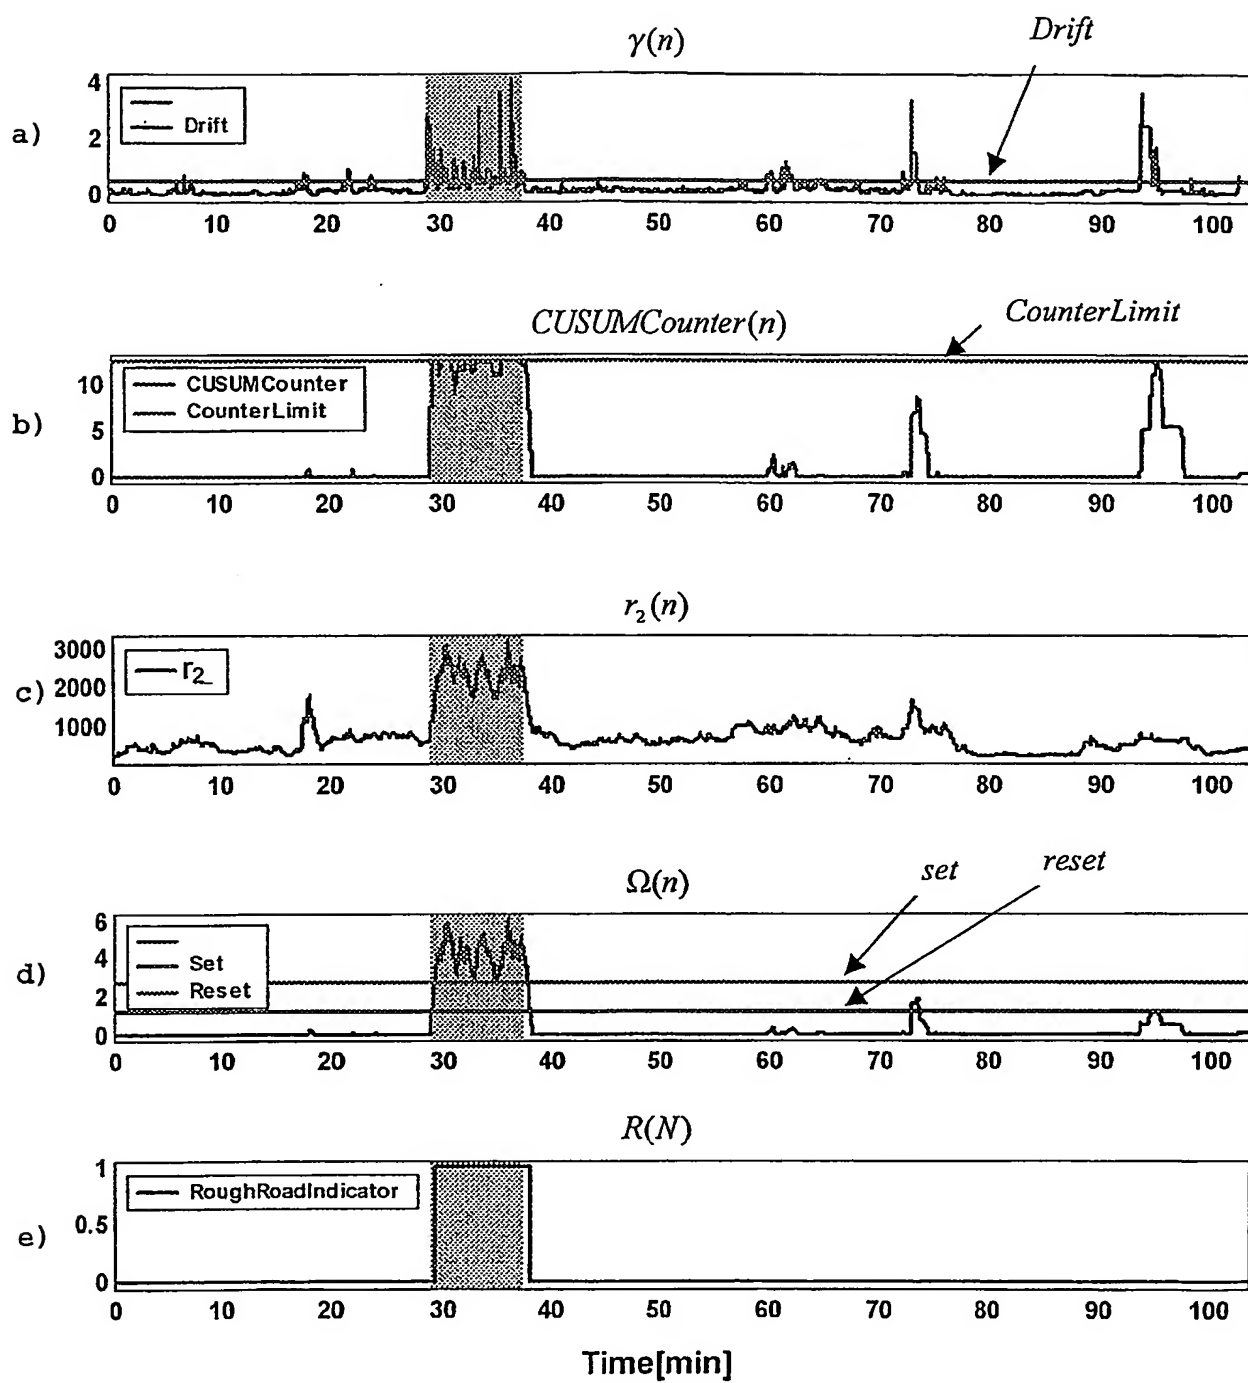 γ(n)
Drift
a)
4
2
0
Drift
0 10 20 30 40 50 60 70 80 90 100
CUSUMCounter(n)
CounterLimit
b)
10
5
0
CUSUMCounter
CounterLimit
0 10 20 30 40 50 60 70 80 90 100
r₂(n)
c)
3000
2000
1000
r2_
0 10 20 30 40 50 60 70 80 90 100
Ω(n)
set
reset
d)
6
4
2
0
Set
Reset
0 10 20 30 40 50 60 70 80 90 100
R(N)
e)
1
0.5
0
RoughRoadIndicator
0 10 20 30 40 50 60 70 80 90 100
Time[min]